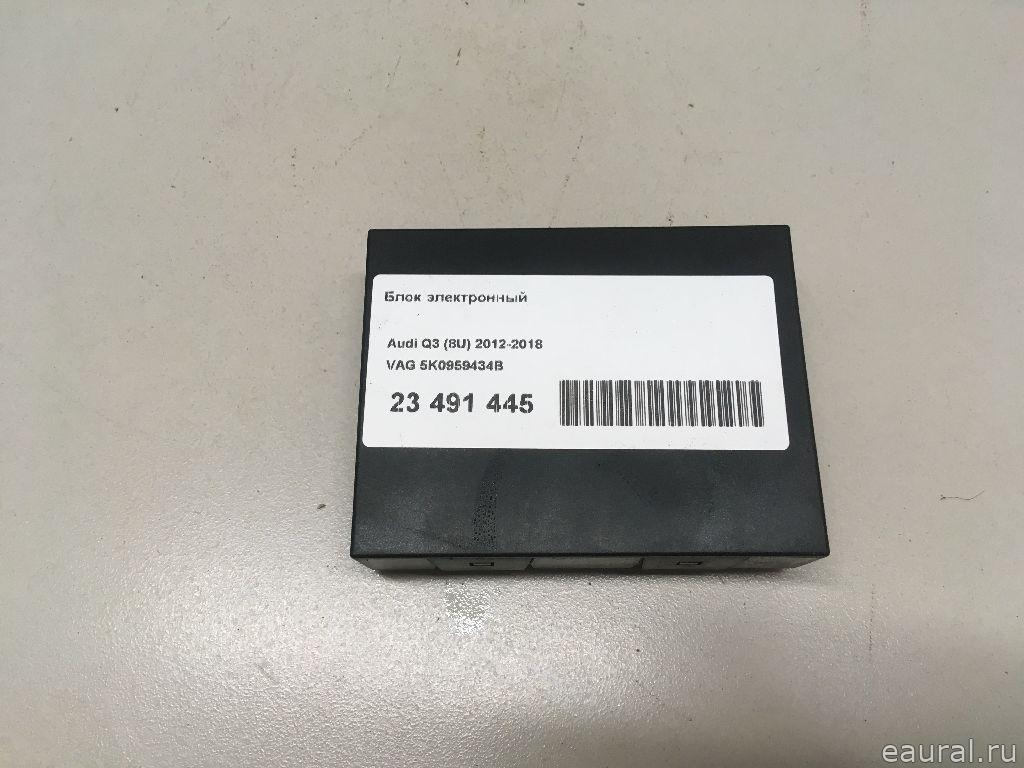 Блок электронный
Audi Q3 (8U) 2012-2018
VAG 5K0959434B
23 491 445
eaural.ru